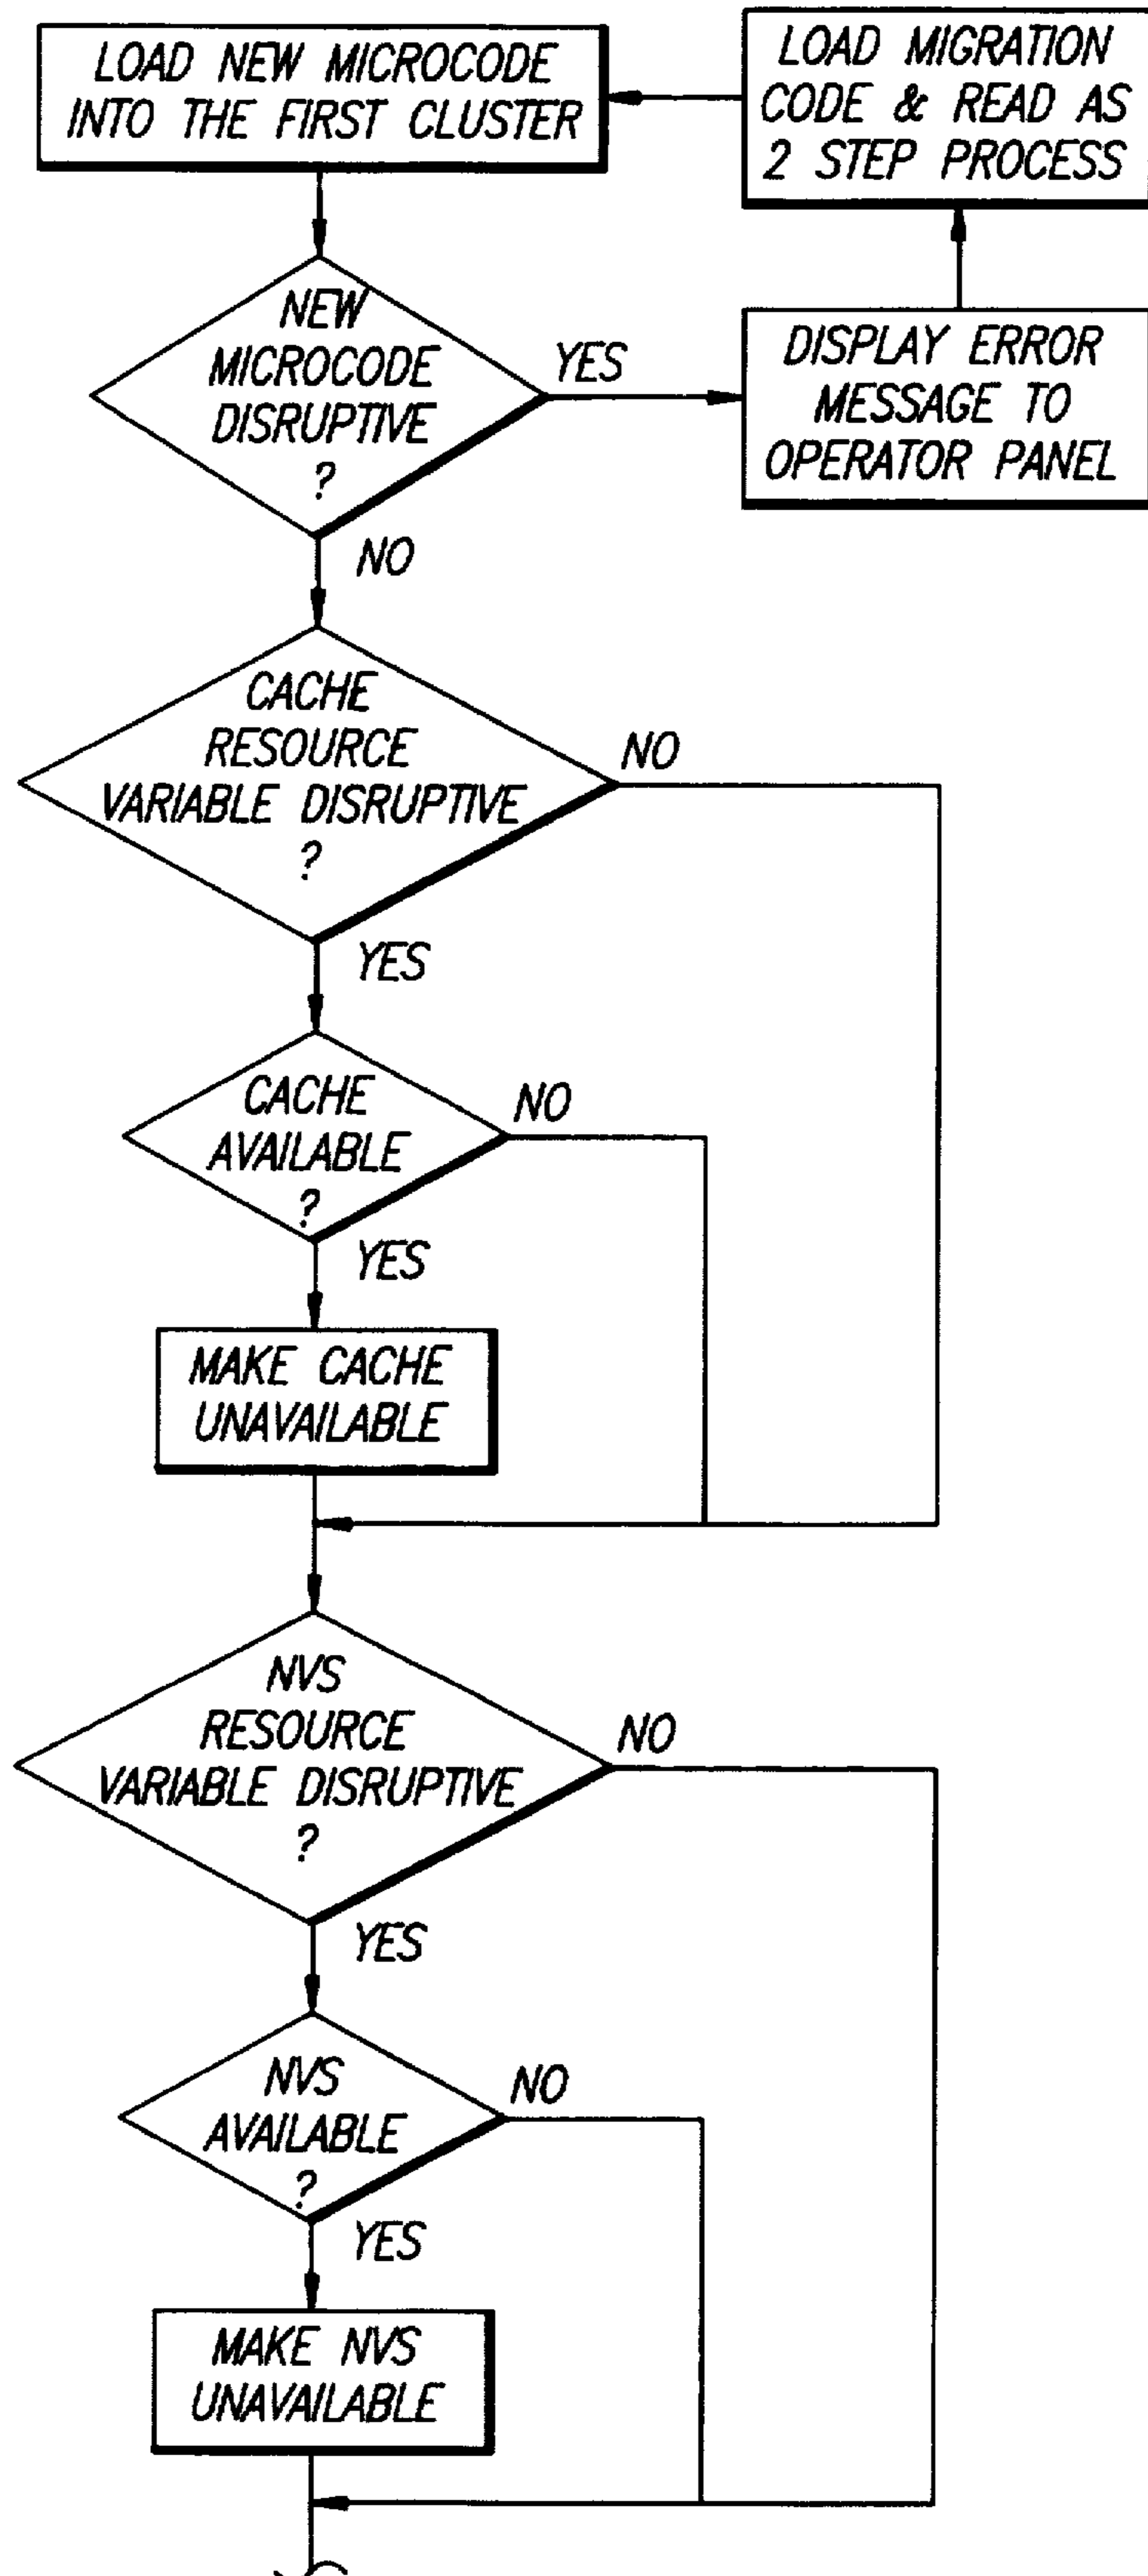 LOAD NEW MICROCODE
INTO THE FIRST CLUSTER
LOAD MIGRATION
CODE & READ AS
2 STEP PROCESS
NEW
MICROCODE
DISRUPTIVE
?
YES
DISPLAY ERROR
MESSAGE TO
OPERATOR PANEL
NO
CACHE
RESOURCE
VARIABLE DISRUPTIVE
?
NO
YES
CACHE
AVAILABLE
?
NO
YES
MAKE CACHE
UNAVAILABLE
NVS
RESOURCE
VARIABLE DISRUPTIVE
?
NO
YES
NVS
AVAILABLE
?
NO
YES
MAKE NVS
UNAVAILABLE